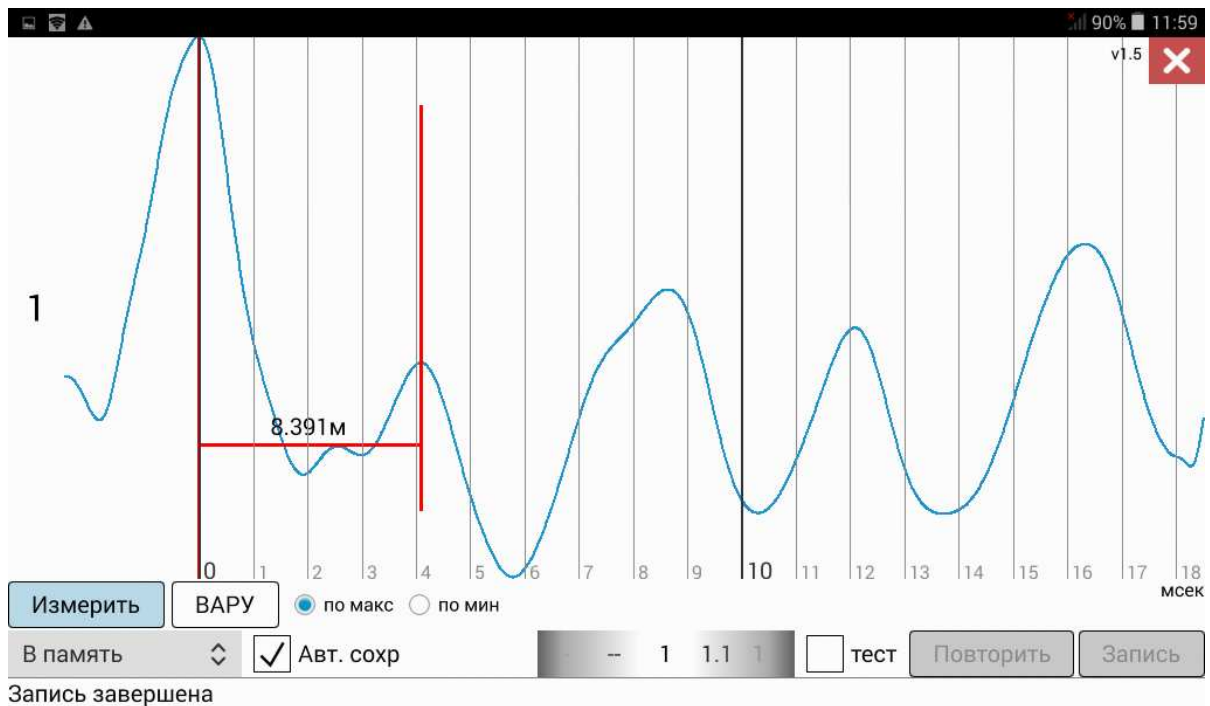 90% 11:59
v1.5
1
8.391м
0 1 2 3 4 5 6 7 8 9 10 11 12 13 14 15 16 17 18
мсек
Измерить ВАРУ по макс по мин
В память Авт. сохр -- 1 1.1 1 тест Повторить Запись
Запись завершена